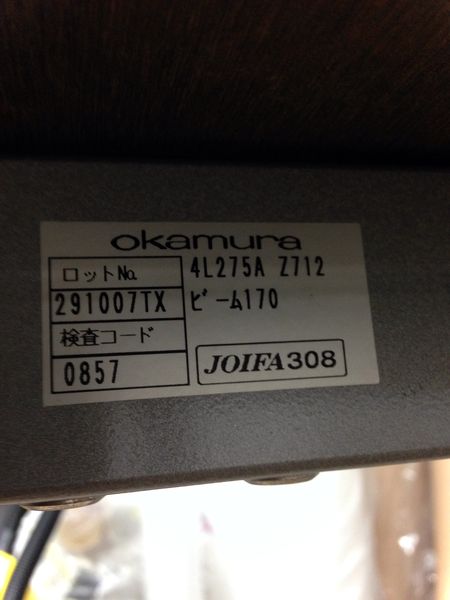 okamura
ロットNo.
4L275A Z712
291007TX
ビーム170
検査コード
0857
JOIFA308